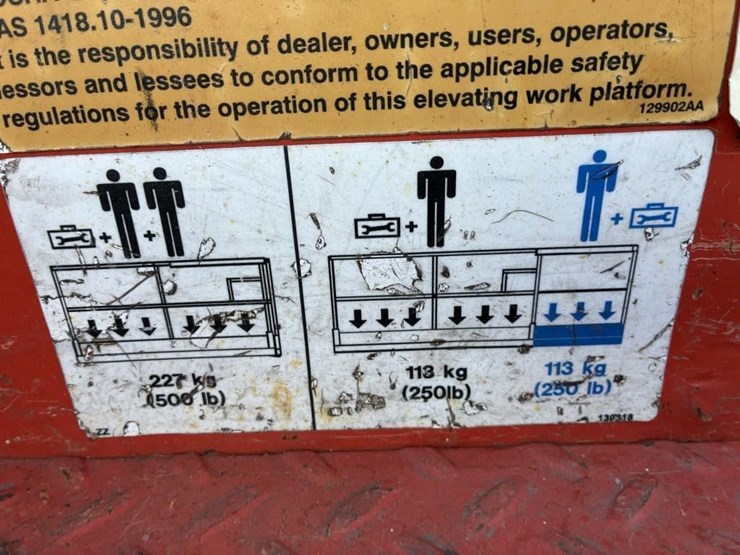 AS 1418.10-1996
is the responsibility of dealer, owners, users, operators,
lessors and lessees to conform to the applicable safety
regulations for the operation of this elevating work platform.
129902AA
+ +
+
+
227 kg
(500 lb)
113 kg
(250lb)
113 kg
(250 lb)
ZZ
130318